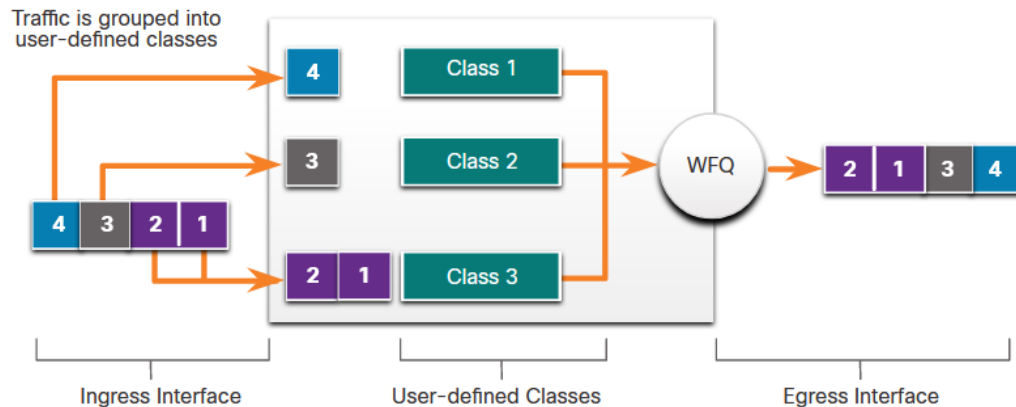 Traffic is grouped into
user-defined classes
4
Class 1
3
Class 2
WFQ
2 1 3 4
4 3 2 1
2 1
Class 3
Ingress Interface
User-defined Classes
Egress Interface